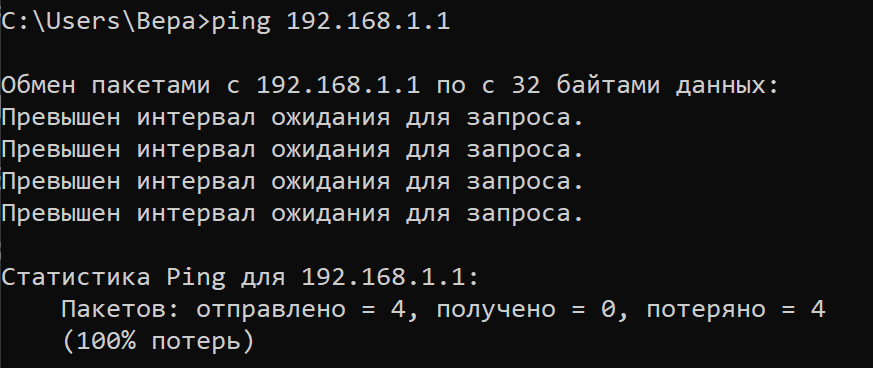 C:\Users\Вера>ping 192.168.1.1
Обмен пакетами с 192.168.1.1 по с 32 байтами данных:
Превышен интервал ожидания для запроса.
Превышен интервал ожидания для запроса.
Превышен интервал ожидания для запроса.
Превышен интервал ожидания для запроса.
Статистика Ping для 192.168.1.1:
Пакетов: отправлено = 4, получено = 0, потеряно = 4
(100% потерь)